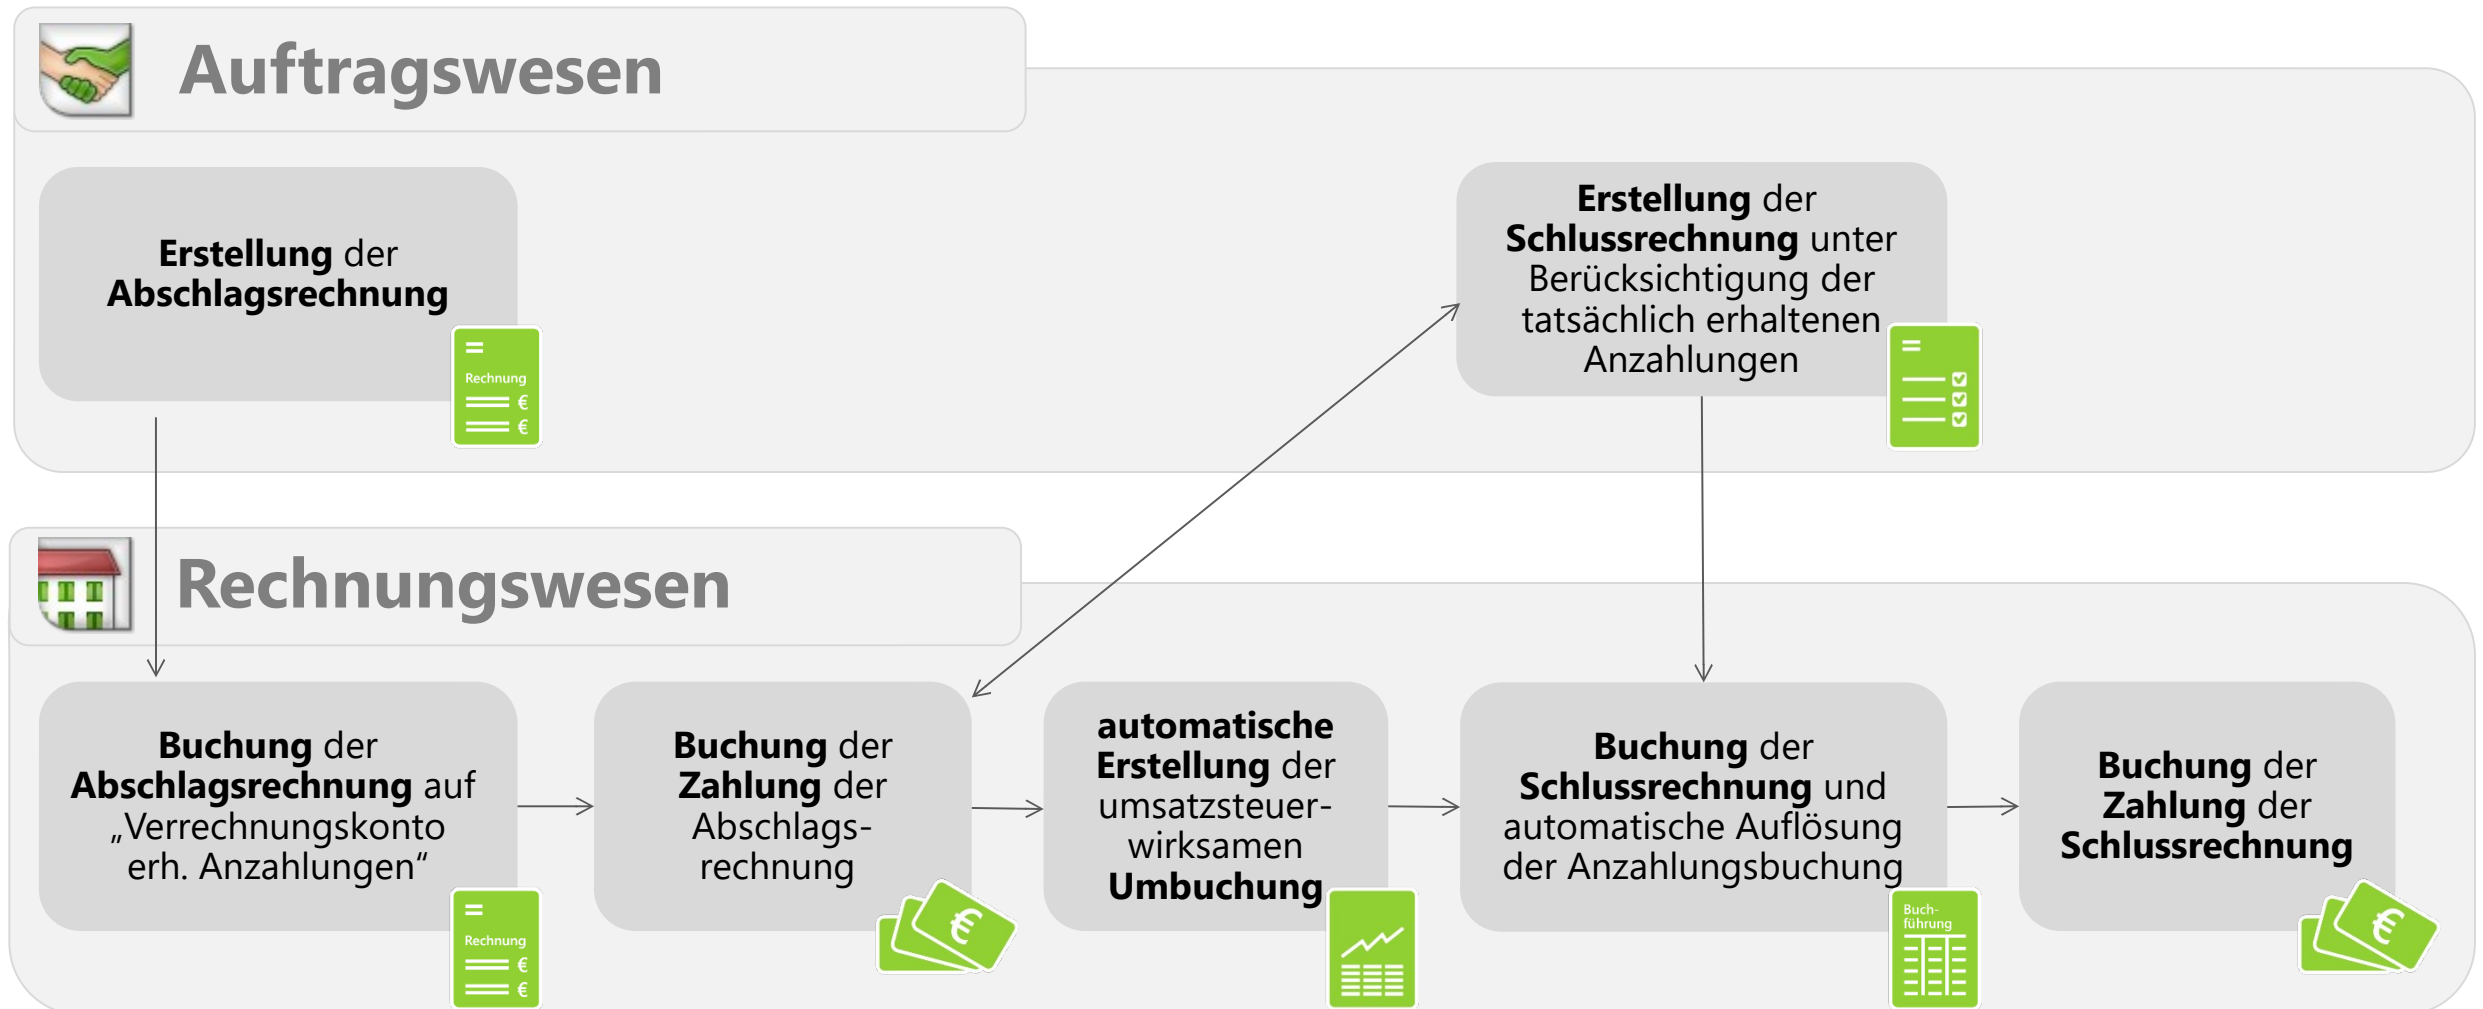 Auftragswesen
Erstellung der
Abschlagsrechnung
=
Rechnung
€
€
Erstellung der
Schlussrechnung unter
Berücksichtigung der
tatsächlich erhaltenen
Anzahlungen
=
Rechnungswesen
Buchung der
Abschlagsrechnung auf
„Verrechnungskonto
erh. Anzahlungen“
=
Rechnung
€
€
Buchung der
Zahlung der
Abschlags-
rechnung
€
automatische
Erstellung der
umsatzsteuer-
wirksamen
Umbuchung
Buchung der
Schlussrechnung und
automatische Auflösung
der Anzahlungsbuchung
Buch-
führung
Buchung der
Zahlung der
Schlussrechnung
€